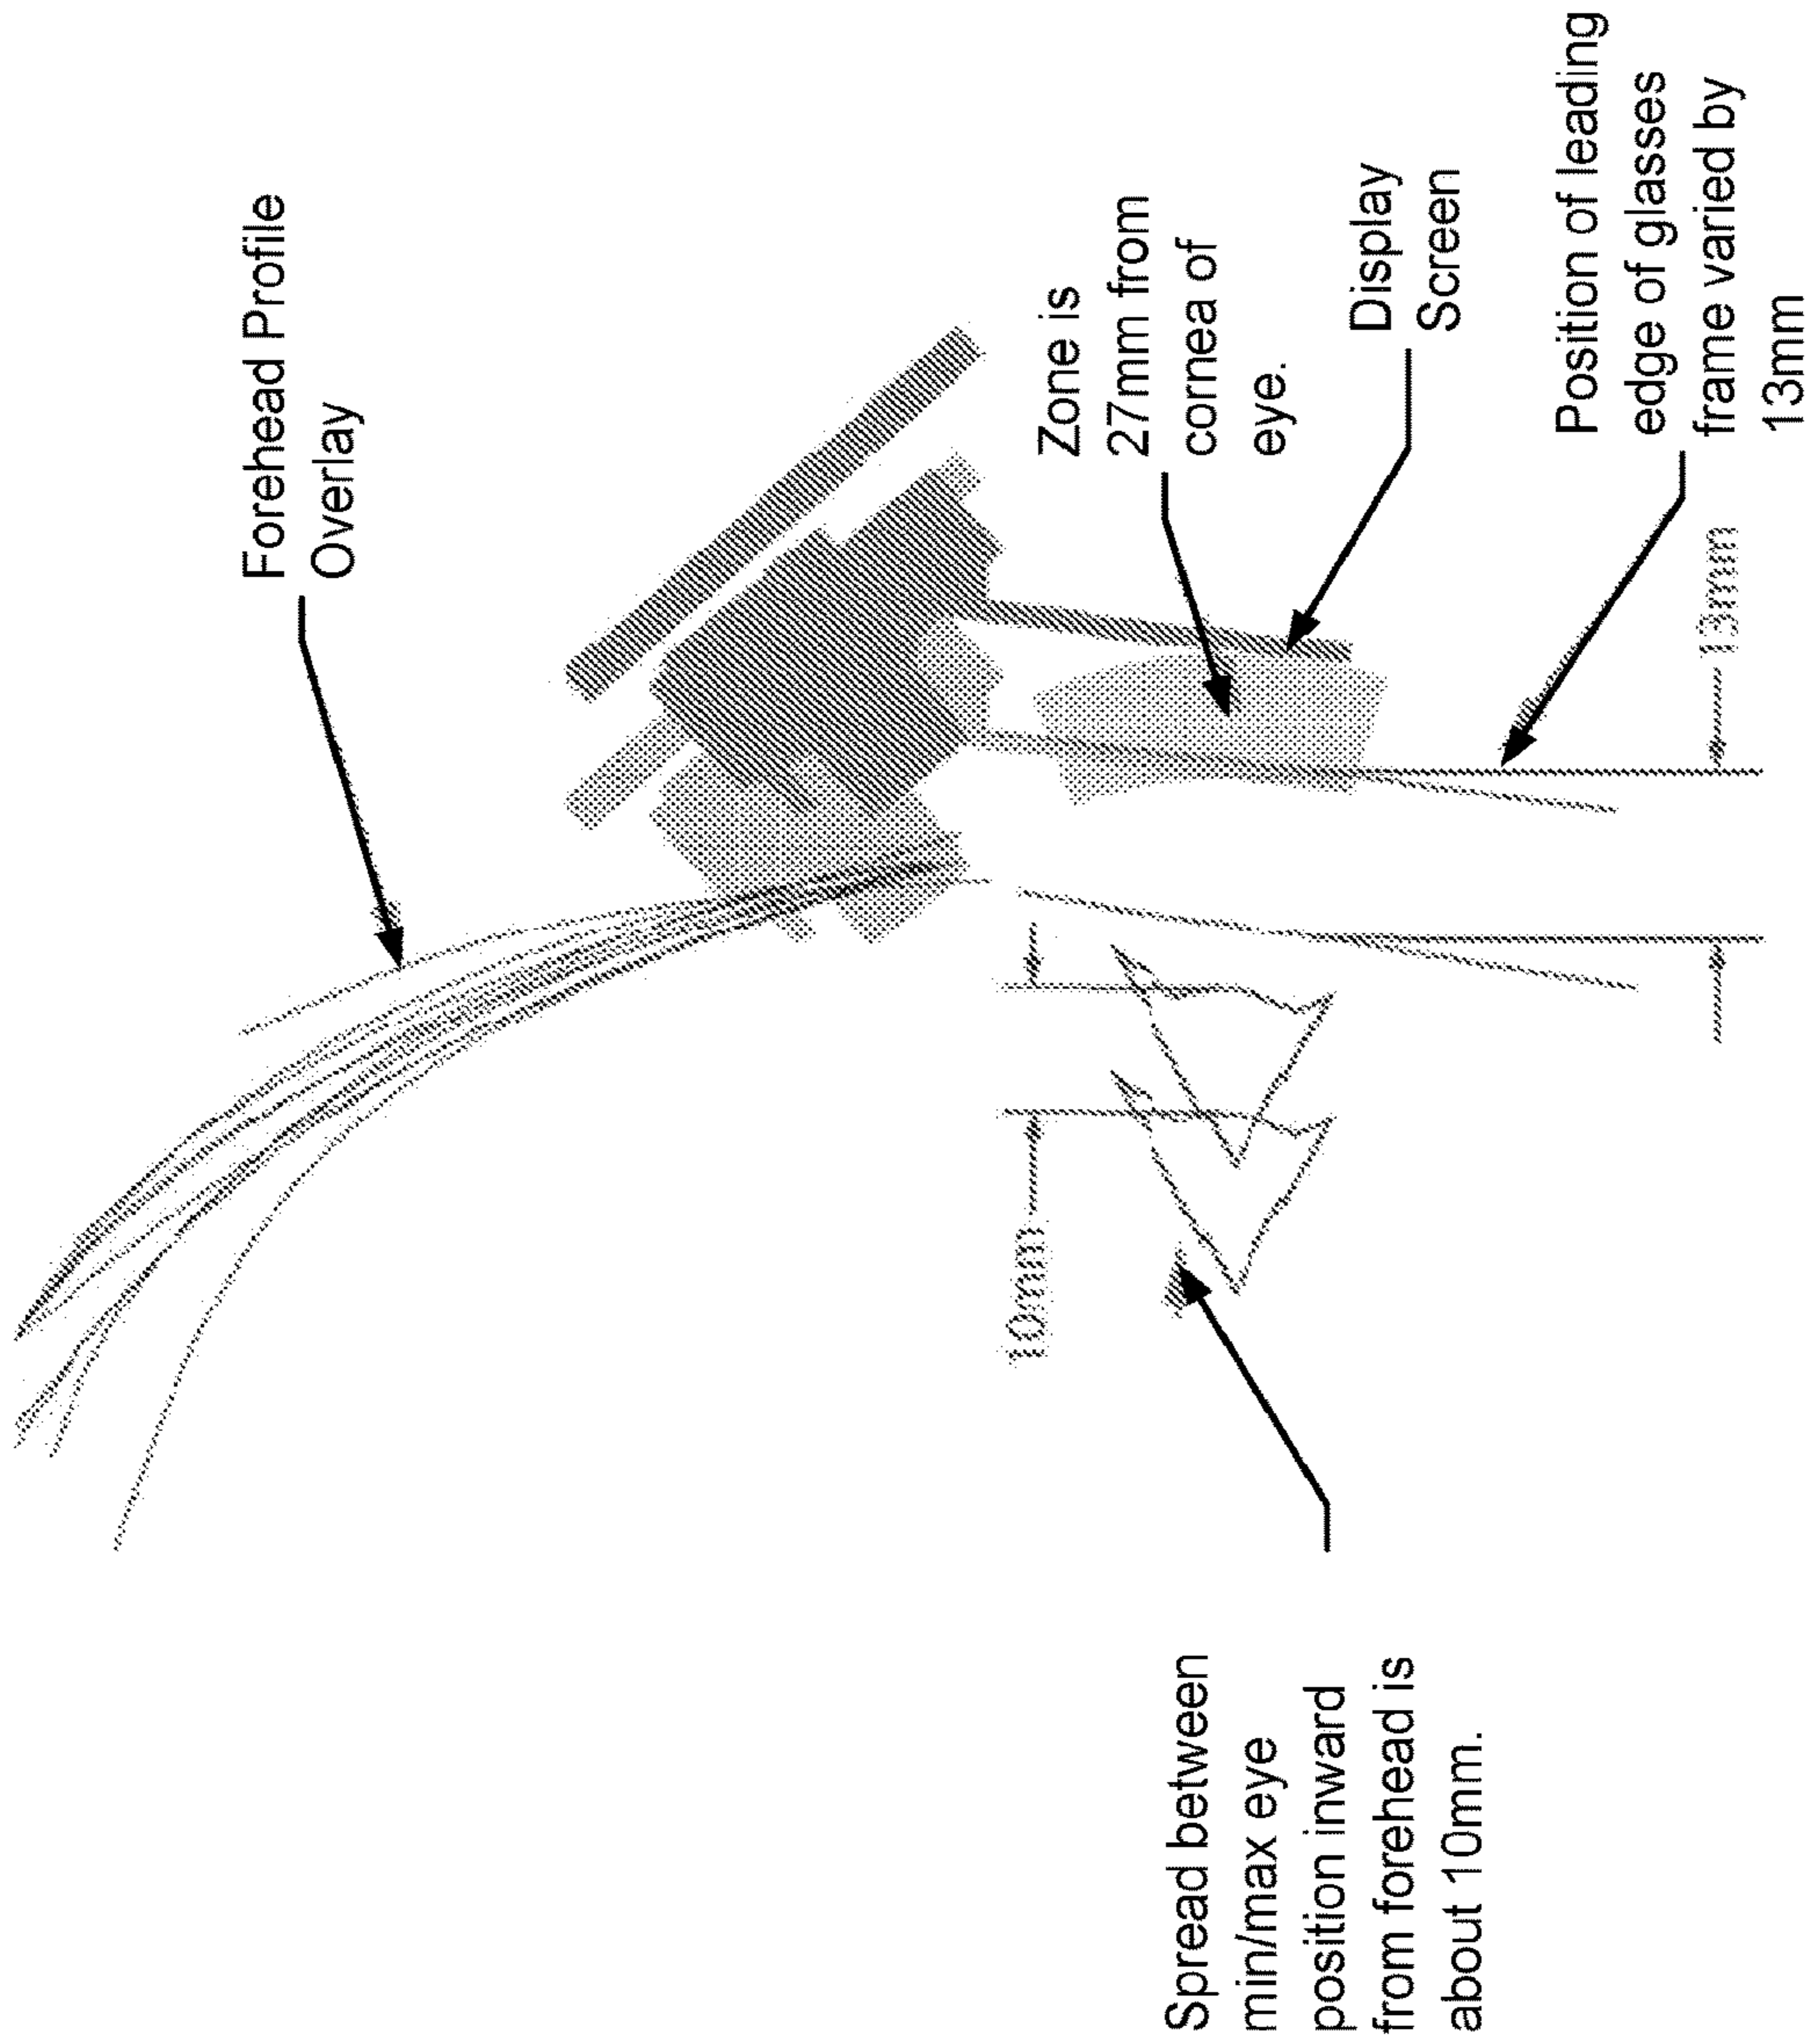 Forehead Profile
Overlay
Zone is
27mm from
cornea of
eye.
Display
Screen
Position of leading
edge of glasses
frame varied by
13mm
13mm
10mm
Spread between
min/max eye
position inward
from forehead is
about 10mm.